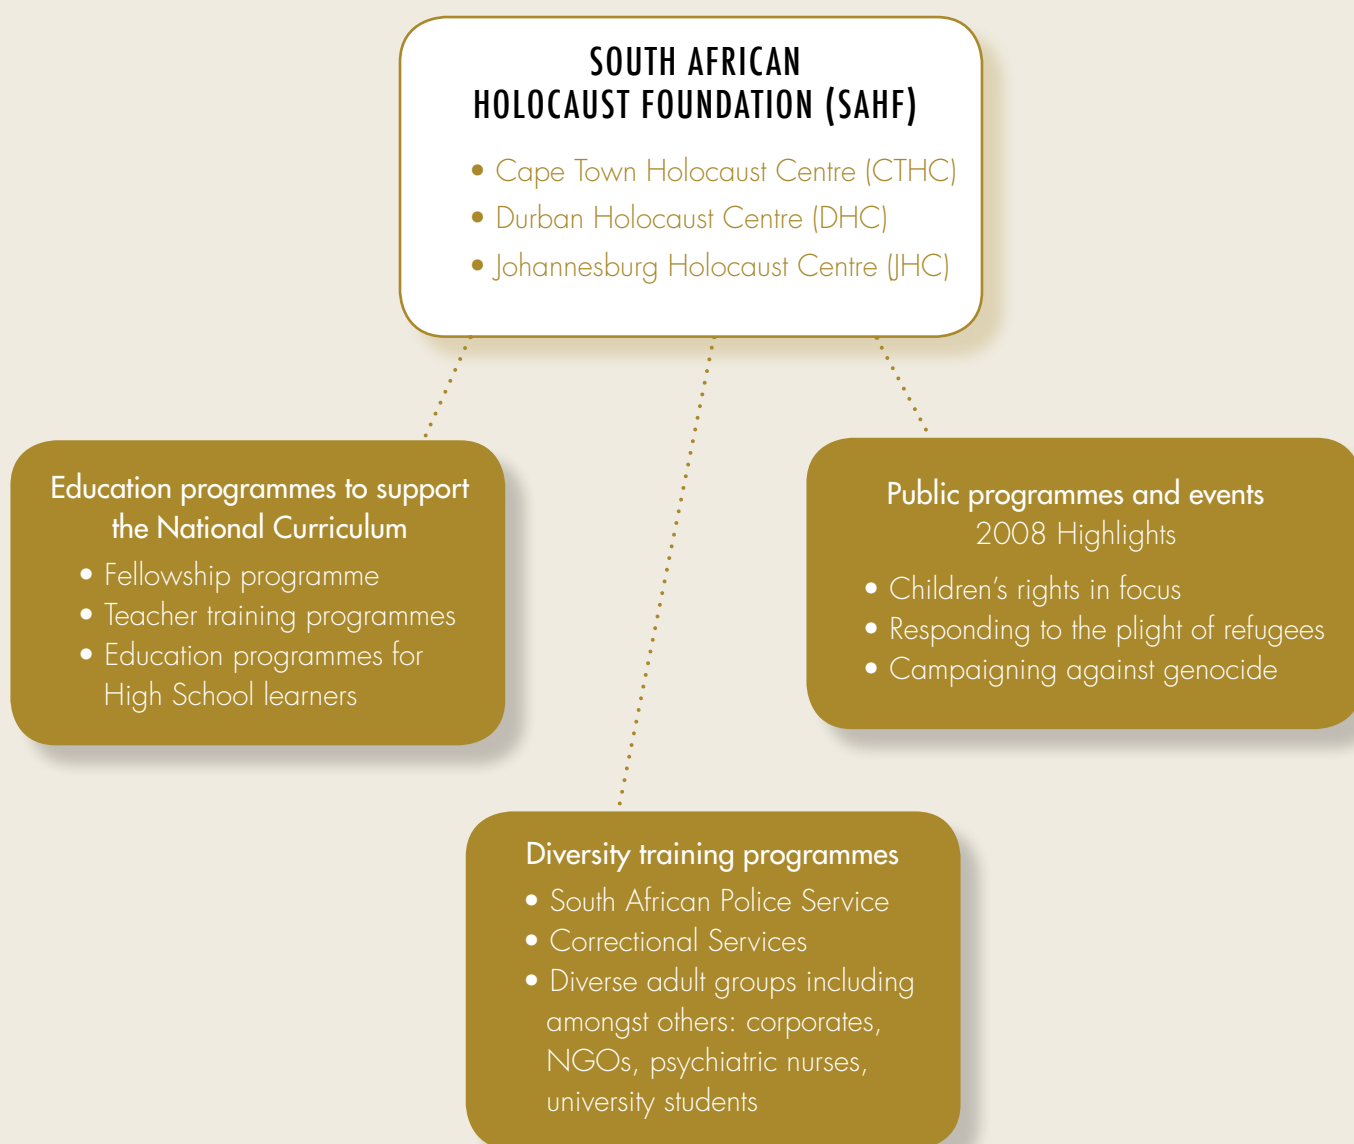 SOUTH AFRICAN
HOLOCAUST FOUNDATION (SAHF)
• Cape Town Holocaust Centre (CTHC)
• Durban Holocaust Centre (DHC)
• Johannesburg Holocaust Centre (JHC)
Education programmes to support
the National Curriculum
• Fellowship programme
• Teacher training programmes
• Education programmes for
High School learners
Public programmes and events
2008 Highlights
• Children’s rights in focus
• Responding to the plight of refugees
• Campaigning against genocide
Diversity training programmes
• South African Police Service
• Correctional Services
• Diverse adult groups including
amongst others: corporates,
NGOs, psychiatric nurses,
university students